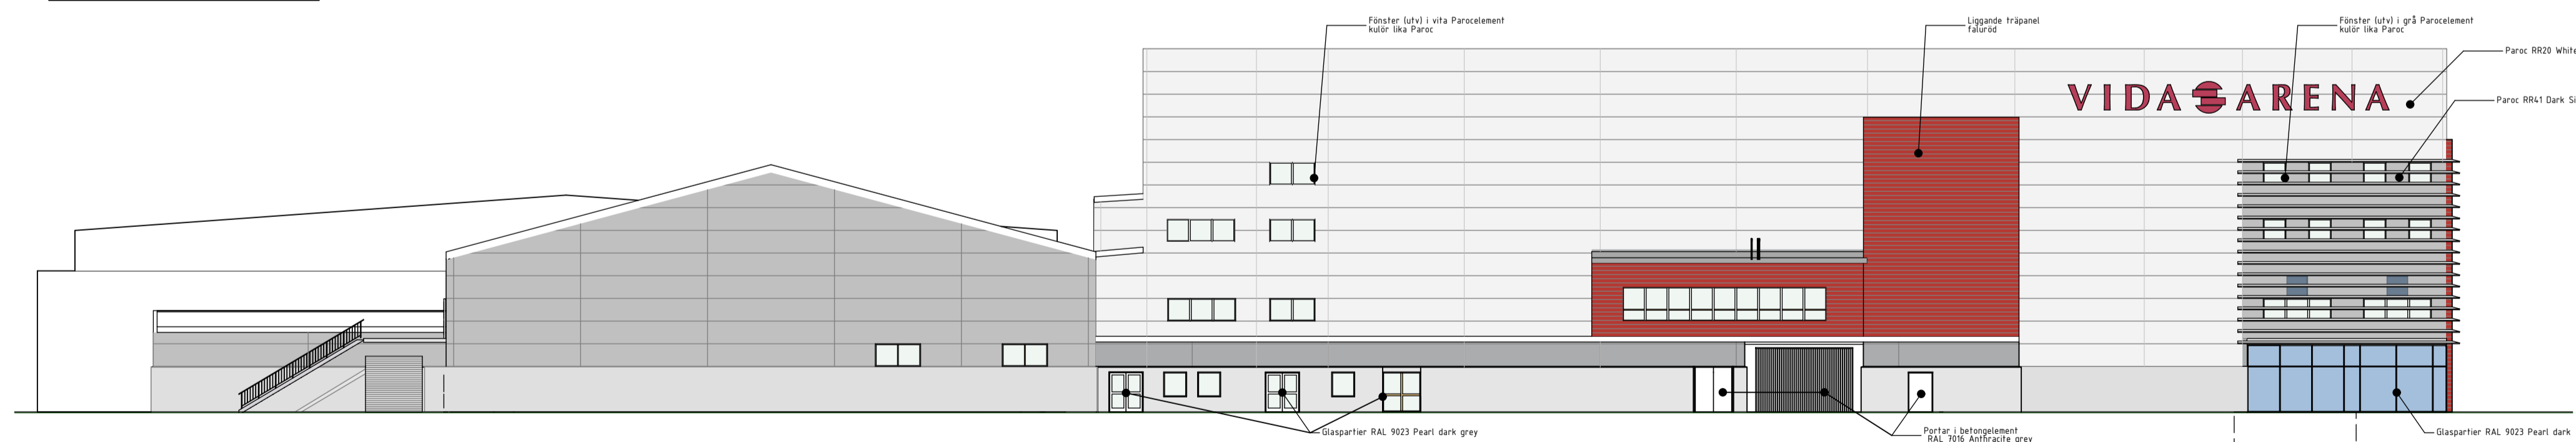 Fönster (utv) i vita Parocelement
kulör lika Paroc
Liggande träpanel
faluröd
Fönster (utv) i grå Parocelement
kulör lika Paroc
Paroc RR20 White
Paroc RR41 Dark Si
VIDA ARENA
Glaspartier RAL 9023 Pearl dark grey
Portar i betongelement
RAL 7016 Anthracite grey
Glaspartier RAL 9023 Pearl dark